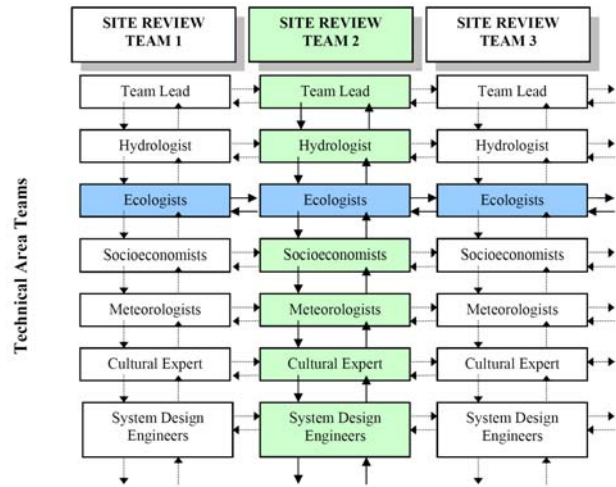 SITE REVIEW
TEAM 1
SITE REVIEW
TEAM 2
SITE REVIEW
TEAM 3
Technical Area Teams
Team Lead
Team Lead
Team Lead
Hydrologist
Hydrologist
Hydrologist
Ecologists
Ecologists
Ecologists
Socioeconomists
Socioeconomists
Socioeconomists
Meteorologists
Meteorologists
Meteorologists
Cultural Expert
Cultural Expert
Cultural Expert
System Design
Engineers
System Design
Engineers
System Design
Engineers